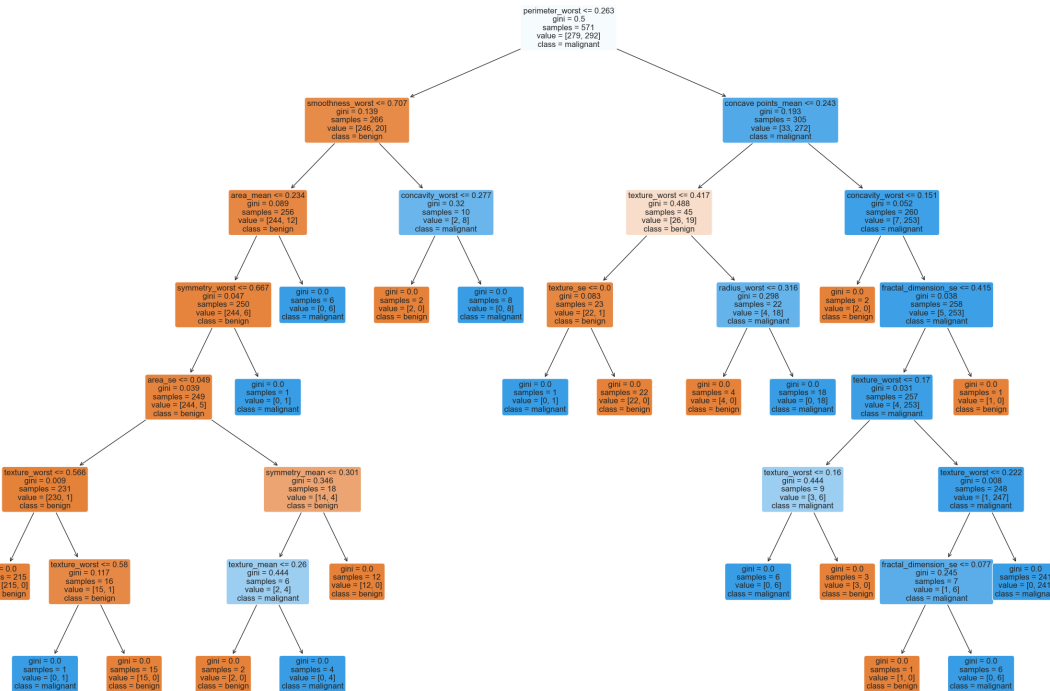 perimeter_worst <= 0.263
gini = 0.5
samples = 571
value = [279, 292]
class = malignant
smoothness_worst <= 0.707
gini = 0.139
samples = 266
value = [246, 20]
class = benign
concave points_mean <= 0.243
gini = 0.193
samples = 305
value = [33, 272]
class = malignant
area_mean <= 0.234
gini = 0.089
samples = 256
value = [244, 12]
class = benign
concavity_worst <= 0.277
gini = 0.32
samples = 10
value = [2, 8]
class = malignant
texture_worst <= 0.417
gini = 0.488
samples = 45
value = [26, 19]
class = benign
concavity_worst <= 0.151
gini = 0.052
samples = 260
value = [7, 253]
class = malignant
symmetry_worst <= 0.667
gini = 0.047
samples = 250
value = [244, 6]
class = benign
gini = 0.0
samples = 6
value = [0, 6]
class = malignant
gini = 0.0
samples = 2
value = [2, 0]
class = benign
gini = 0.0
samples = 8
value = [0, 8]
class = malignant
texture_se <= 0.0
gini = 0.083
samples = 23
value = [22, 1]
class = benign
radius_worst <= 0.316
gini = 0.298
samples = 22
value = [4, 18]
class = malignant
gini = 0.0
samples = 2
value = [2, 0]
class = benign
fractal_dimension_se <= 0.415
gini = 0.038
samples = 258
value = [5, 253]
class = malignant
area_se <= 0.049
gini = 0.039
samples = 249
value = [244, 5]
class = benign
gini = 0.0
samples = 1
value = [0, 1]
class = malignant
gini = 0.0
samples = 1
value = [0, 1]
class = malignant
gini = 0.0
samples = 22
value = [22, 0]
class = benign
gini = 0.0
samples = 4
value = [4, 0]
class = benign
gini = 0.0
samples = 18
value = [0, 18]
class = malignant
texture_worst <= 0.17
gini = 0.031
samples = 257
value = [4, 253]
class = malignant
gini = 0.0
samples = 1
value = [1, 0]
class = benign
texture_worst <= 0.566
gini = 0.009
samples = 231
value = [230, 1]
class = benign
symmetry_mean <= 0.301
gini = 0.346
samples = 18
value = [14, 4]
class = benign
texture_worst <= 0.16
gini = 0.444
samples = 9
value = [3, 6]
class = malignant
texture_worst <= 0.222
gini = 0.008
samples = 248
value = [1, 247]
class = malignant
= 0.0
s = 215
[215, 0]
benign
texture_worst <= 0.58
gini = 0.117
samples = 16
value = [15, 1]
class = benign
texture_mean <= 0.26
gini = 0.444
samples = 6
value = [2, 4]
class = malignant
gini = 0.0
samples = 12
value = [12, 0]
class = benign
gini = 0.0
samples = 6
value = [0, 6]
class = malignant
gini = 0.0
samples = 3
value = [3, 0]
class = benign
fractal_dimension_se <= 0.077
gini = 0.245
samples = 7
value = [1, 6]
class = malignant
gini = 0.0
samples = 241
value = [0, 241
class = malignant
gini = 0.0
samples = 1
value = [0, 1]
class = malignant
gini = 0.0
samples = 15
value = [15, 0]
class = benign
gini = 0.0
samples = 2
value = [2, 0]
class = benign
gini = 0.0
samples = 4
value = [0, 4]
class = malignant
gini = 0.0
samples = 1
value = [1, 0]
class = benign
gini = 0.0
samples = 6
value = [0, 6]
class = malignant